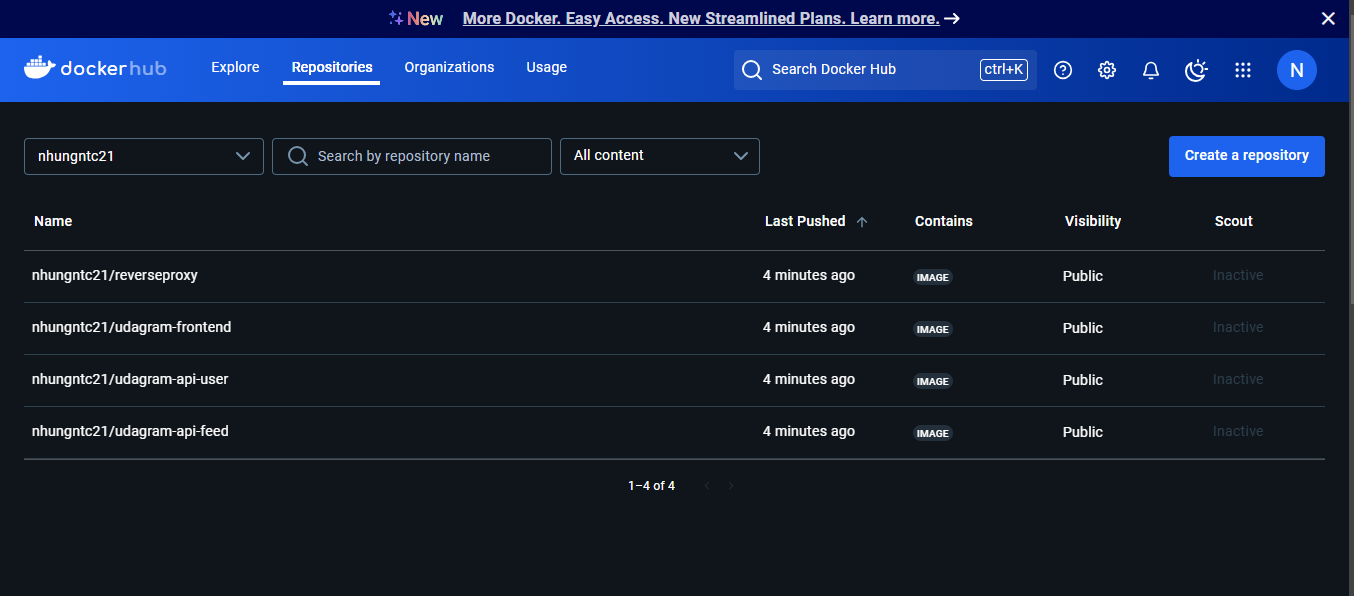 New More Docker. Easy Access. New Streamlined Plans. Learn more.
dockerhub Explore Repositories Organizations Usage Search Docker Hub ctrl+K N
nhungntc21 Search by repository name All content Create a repository
Name Last Pushed Contains Visibility Scout
nhungntc21/reverseproxy 4 minutes ago IMAGE Public Inactive
nhungntc21/udagram-frontend 4 minutes ago IMAGE Public Inactive
nhungntc21/udagram-api-user 4 minutes ago IMAGE Public Inactive
nhungntc21/udagram-api-feed 4 minutes ago IMAGE Public Inactive
1–4 of 4